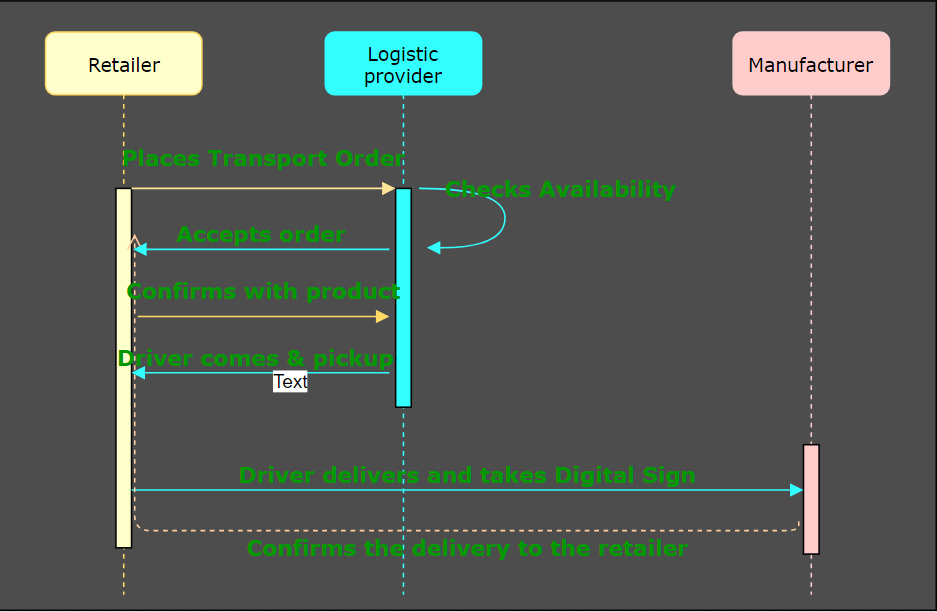 Retailer
Logistic
provider
Manufacturer
Places Transport Order
Checks Availability
Accepts order
Confirms with product
Driver comes & pickup
Text
Driver delivers and takes Digital Sign
Confirms the delivery to the retailer